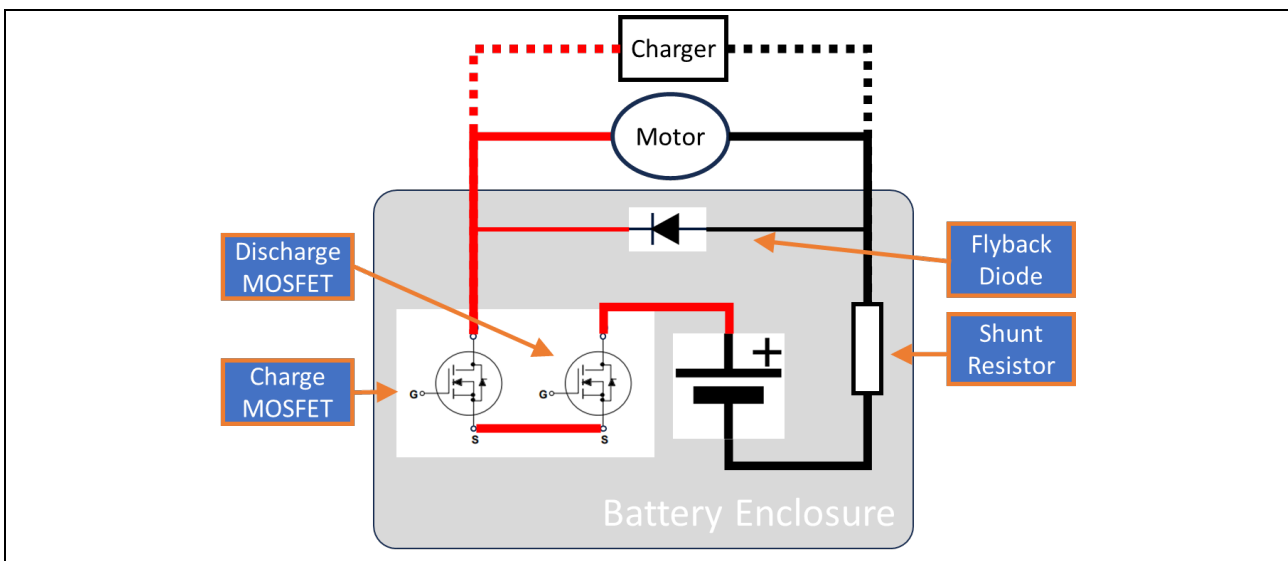 Charger
Motor
Discharge
MOSFET
Flyback
Diode
Charge
MOSFET
Shunt
Resistor
+
G
G
S
S
Battery Enclosure